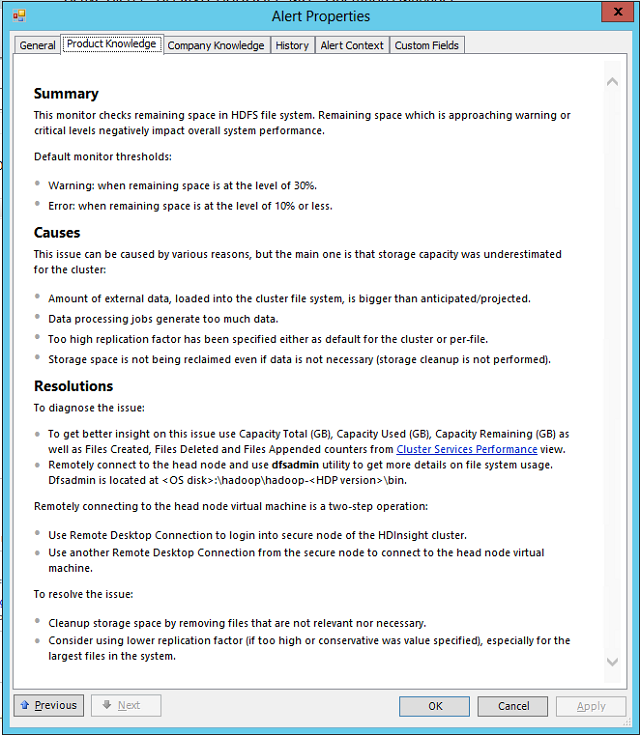 Alert Properties
x
General
Product Knowledge
Company Knowledge
History
Alert Context
Custom Fields
Summary
This monitor checks remaining space in HDFS file system. Remaining space which is approaching warning or
critical levels negatively impact overall system performance.
Default monitor thresholds:
Warning: when remaining space is at the level of 30%.
Error: when remaining space is at the level of 10% or less.
Causes
This issue can be caused by various reasons, but the main one is that storage capacity was underestimated
for the cluster:
Amount of external data, loaded into the cluster file system, is bigger than anticipated/projected.
Data processing jobs generate too much data.
Too high replication factor has been specified either as default for the cluster or per-file.
Storage space is not being reclaimed even if data is not necessary (storage cleanup is not performed).
Resolutions
To diagnose the issue:
To get better insight on this issue use Capacity Total (GB), Capacity Used (GB), Capacity Remaining (GB) as
well as Files Created, Files Deleted and Files Appended counters from Cluster Services Performance view.
Remotely connect to the head node and use dfsadmin utility to get more details on file system usage.
Dfsadmin is located at <OS disk>:\hadoop\hadoop-<HDP version>\bin.
Remotely connecting to the head node virtual machine is a two-step operation:
Use Remote Desktop Connection to login into secure node of the HDInsight cluster.
Use another Remote Desktop Connection from the secure node to connect to the head node virtual
machine.
To resolve the issue:
Cleanup storage space by removing files that are not relevant nor necessary.
Consider using lower replication factor (if too high or conservative was value specified), especially for the
largest files in the system.
Previous
Next
OK
Cancel
Apply